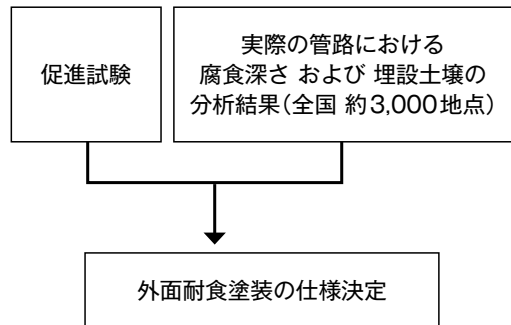 促進試験
実際の管路における
腐食深さ および 埋設土壌の
分析結果(全国 約3,000地点)
外面耐食塗装の仕様決定